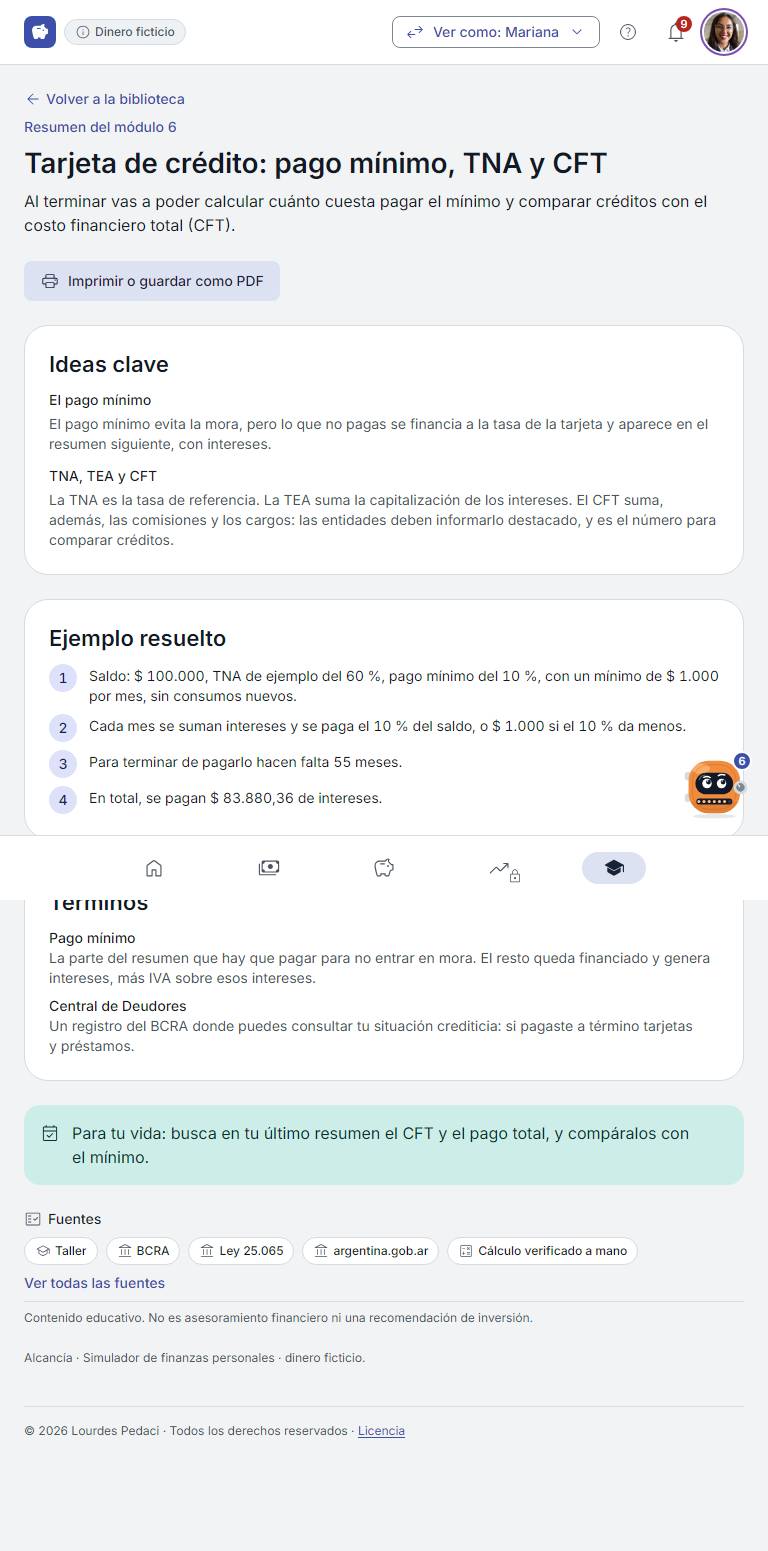 Dinero ficticio
Ver como: Mariana
9
Volver a la biblioteca
Resumen del módulo 6
Tarjeta de crédito: pago mínimo, TNA y CFT
Al terminar vas a poder calcular cuánto cuesta pagar el mínimo y comparar créditos con el
costo financiero total (CFT).
Imprimir o guardar como PDF
Ideas clave
El pago mínimo
El pago mínimo evita la mora, pero lo que no pagas se financia a la tasa de la tarjeta y aparece en el
resumen siguiente, con intereses.
TNA, TEA y CFT
La TNA es la tasa de referencia. La TEA suma la capitalización de los intereses. El CFT suma,
además, las comisiones y los cargos: las entidades deben informarlo destacado, y es el número para
comparar créditos.
Ejemplo resuelto
1 Saldo: $ 100.000, TNA de ejemplo del 60 %, pago mínimo del 10 %, con un mínimo de $ 1.000
por mes, sin consumos nuevos.
2 Cada mes se suman intereses y se paga el 10 % del saldo, o $ 1.000 si el 10 % da menos.
3 Para terminar de pagarlo hacen falta 55 meses.
6
4 En total, se pagan $ 83.880,36 de intereses.
Términos
Pago mínimo
La parte del resumen que hay que pagar para no entrar en mora. El resto queda financiado y genera
intereses, más IVA sobre esos intereses.
Central de Deudores
Un registro del BCRA donde puedes consultar tu situación crediticia: si pagaste a término tarjetas
y préstamos.
Para tu vida: busca en tu último resumen el CFT y el pago total, y compáralos con
el mínimo.
Fuentes
Taller BCRA Ley 25.065 argentina.gob.ar Cálculo verificado a mano
Ver todas las fuentes
Contenido educativo. No es asesoramiento financiero ni una recomendación de inversión.
Alcancía · Simulador de finanzas personales · dinero ficticio.
© 2026 Lourdes Pedaci · Todos los derechos reservados · Licencia